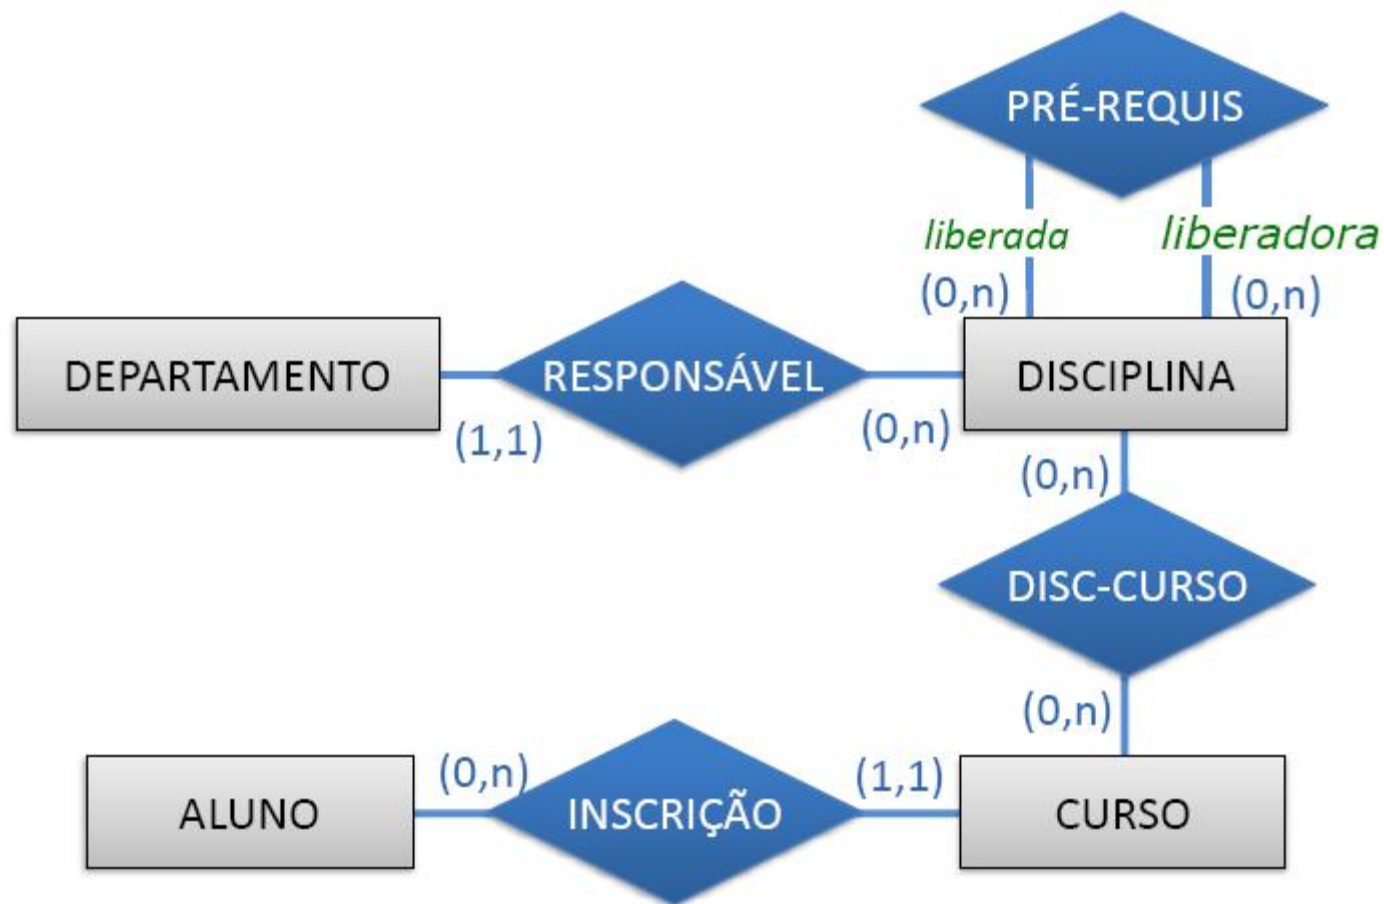 PRÉ-REQUIS
liberada liberadora
(0,n) (0,n)
DEPARTAMENTO RESPONSÁVEL DISCIPLINA
(1,1) (0,n)
(0,n)
DISC-CURSO
(0,n)
(0,n) (1,1)
ALUNO INSCRIÇÃO CURSO